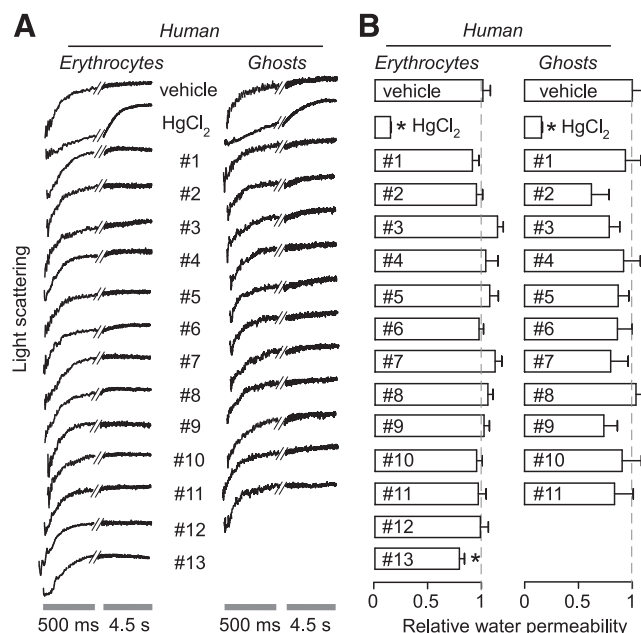 A
Human
Erythrocytes
Ghosts
vehicle
HgCl2
#1
#2
#3
#4
#5
#6
#7
#8
#9
#10
#11
#12
#13
Light scattering
500 ms
4.5 s
500 ms
4.5 s
B
Human
Erythrocytes
Ghosts
vehicle
vehicle
* HgCl2
* HgCl2
#1
#1
#2
#2
#3
#3
#4
#4
#5
#5
#6
#6
#7
#7
#8
#8
#9
#9
#10
#10
#11
#11
#12
#13 *
0 0.5 1
0 0.5 1
Relative water permeability